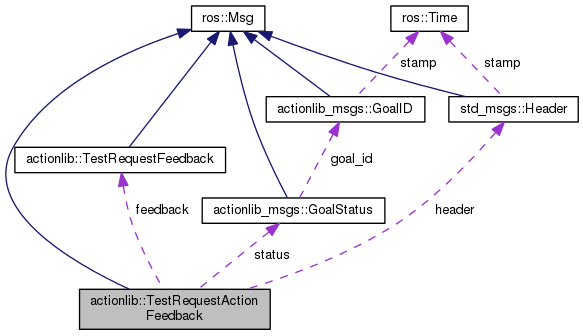 ros::Msg
ros::Time
stamp
stamp
actionlib_msgs::GoalID
std_msgs::Header
actionlib::TestRequestFeedback
goal_id
feedback
actionlib_msgs::GoalStatus
header
status
actionlib::TestRequestAction
Feedback